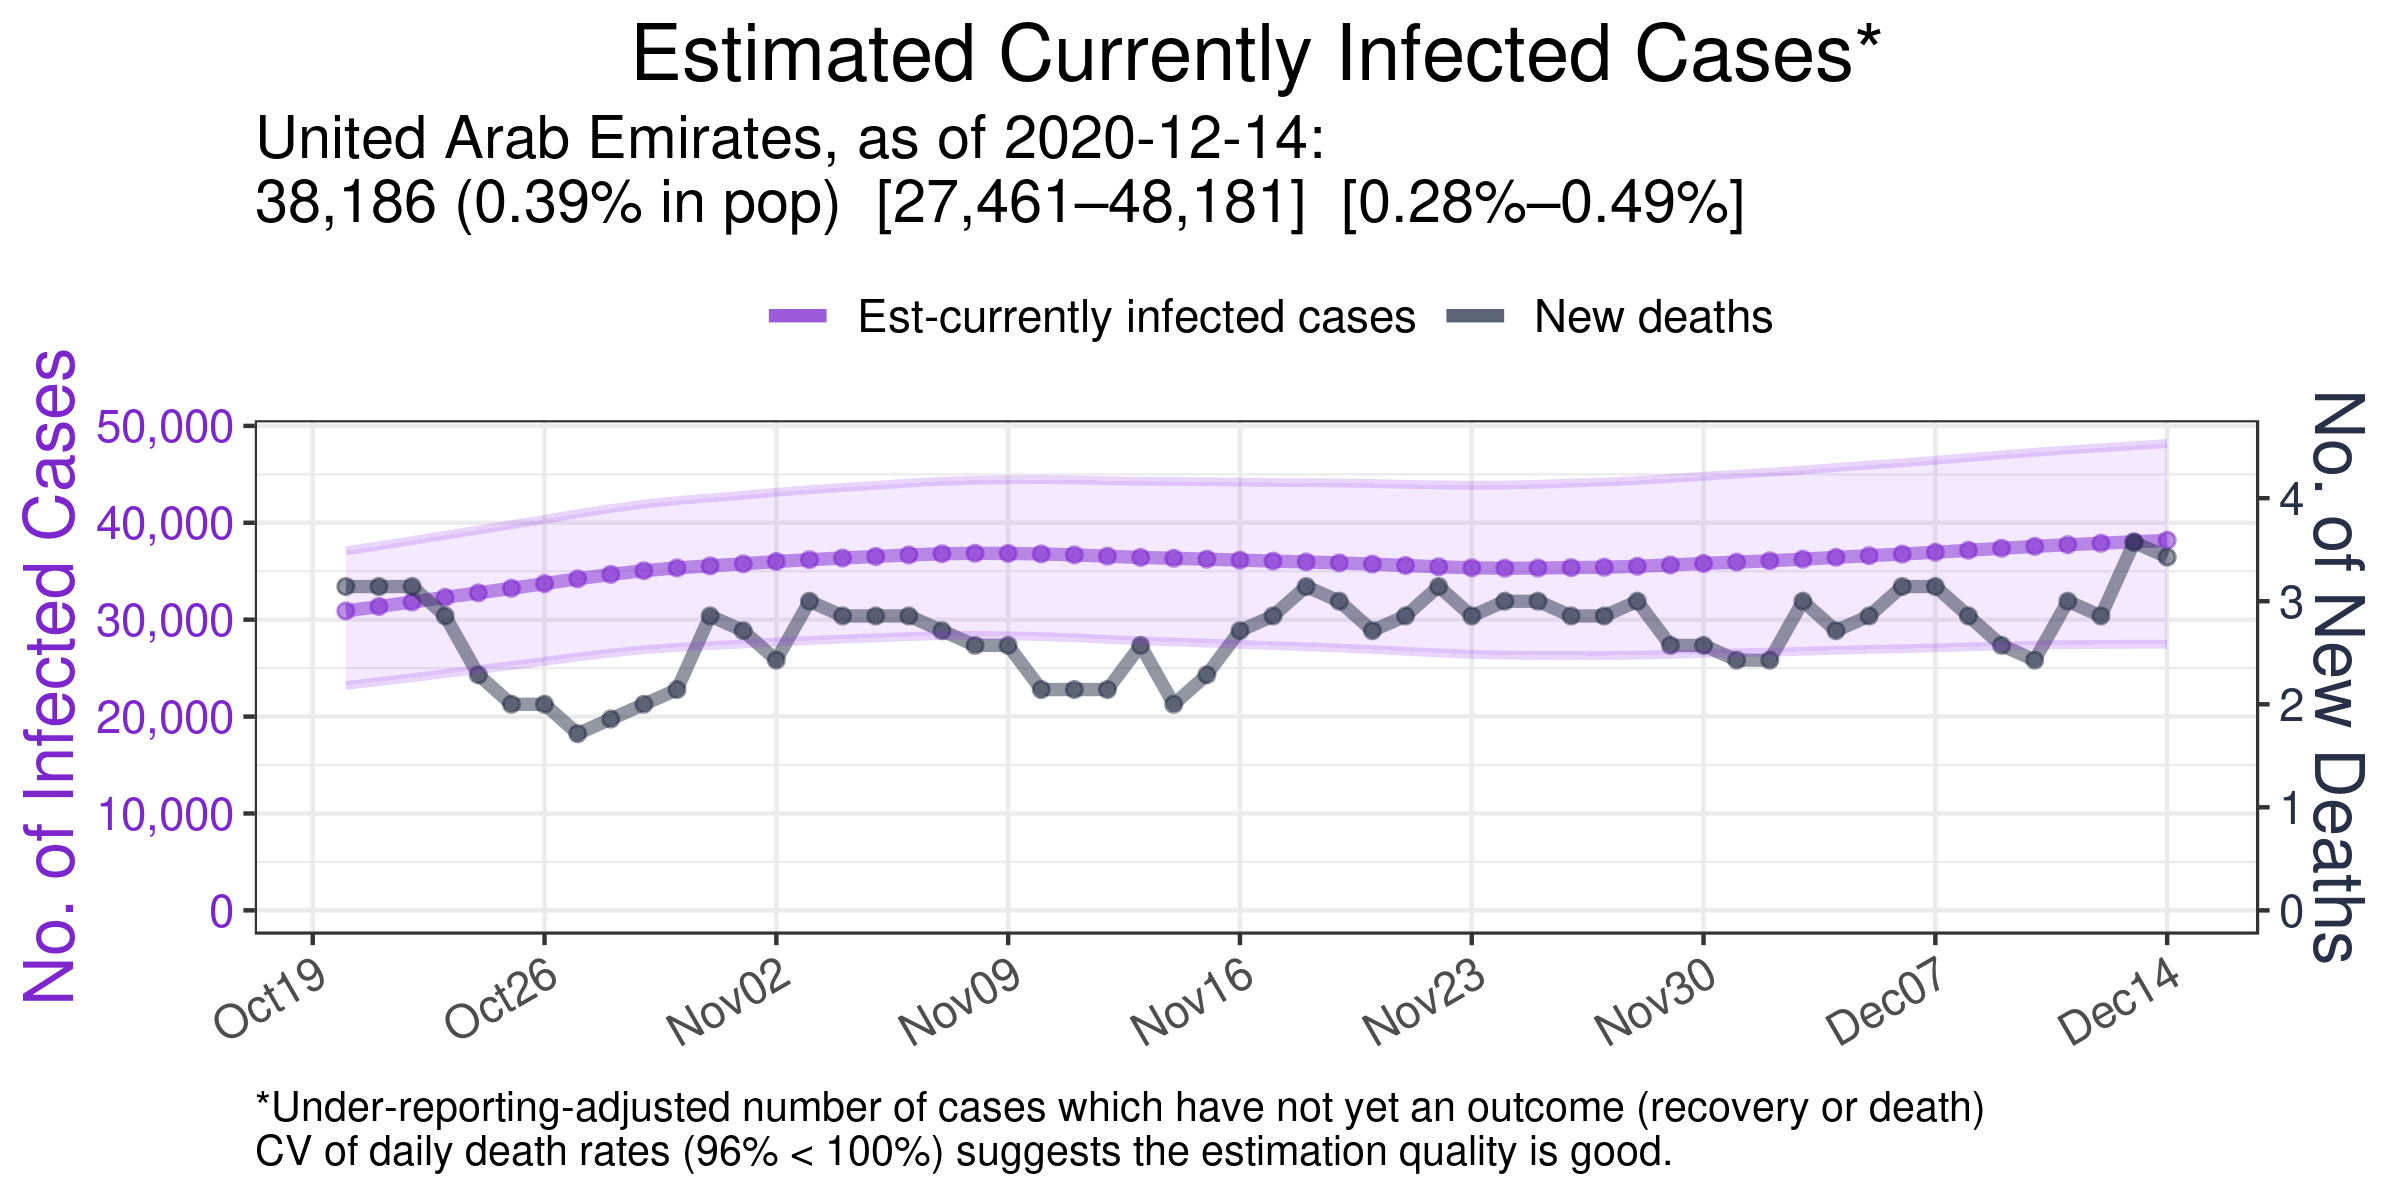 Estimated Currently Infected Cases*
United Arab Emirates, as of 2020-12-14:
38,186 (0.39% in pop)  [27,461–48,181]  [0.28%–0.49%]
Est-currently infected cases
New deaths
No. of Infected Cases
50,000
40,000
30,000
20,000
10,000
0
4
3
2
1
0
No. of New Deaths
Oct19
Oct26
Nov02
Nov09
Nov16
Nov23
Nov30
Dec07
Dec14
*Under-reporting-adjusted number of cases which have not yet an outcome (recovery or death)
CV of daily death rates (96% < 100%) suggests the estimation quality is good.